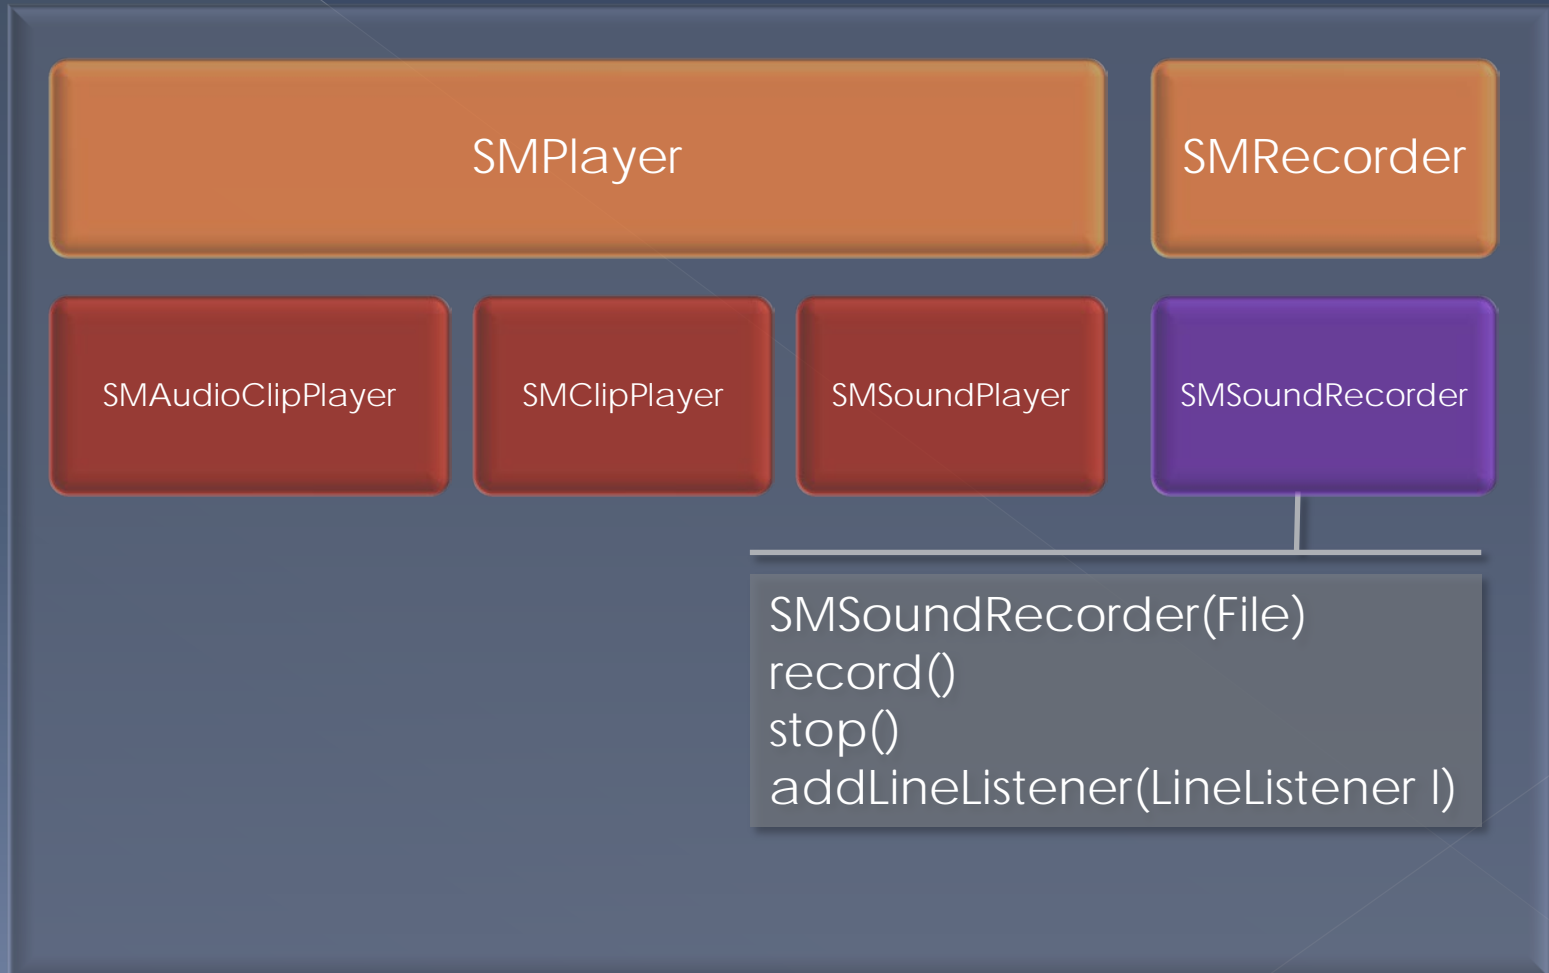 SMPlayer
SMRecorder
SMAudioClipPlayer
SMClipPlayer
SMSoundPlayer
SMSoundRecorder
SMSoundRecorder(File)
record()
stop()
addLineListener(LineListener l)